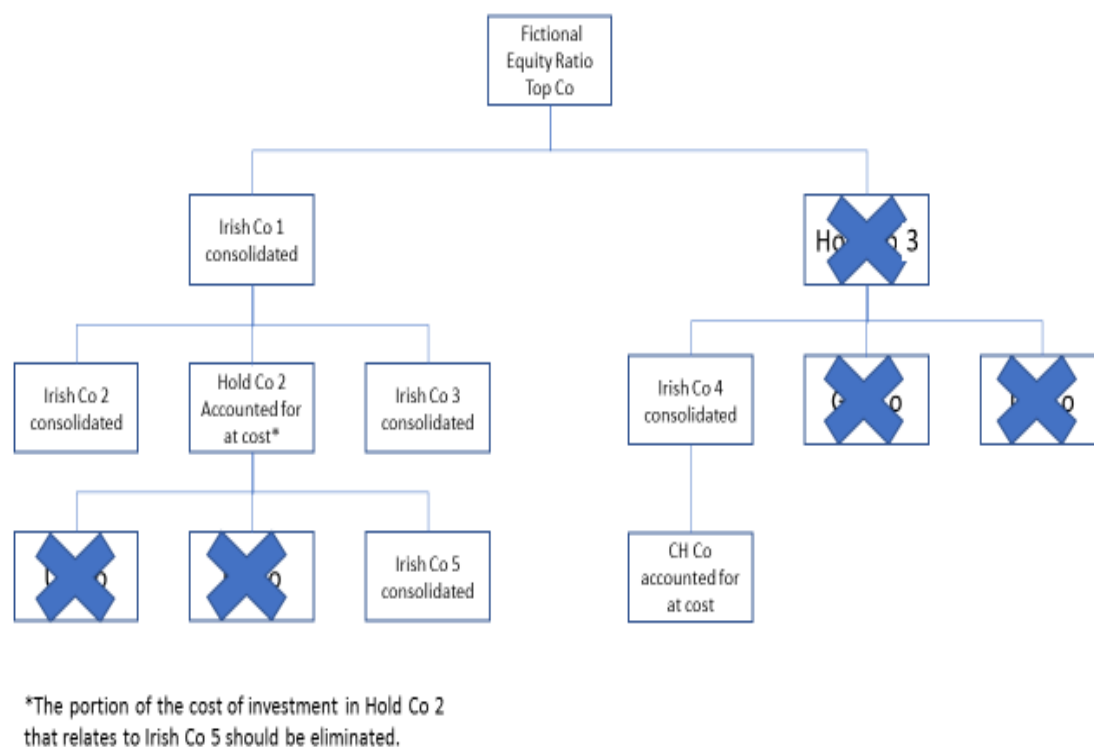 Fictional
Equity Ratio
Top Co
Irish Co 1
consolidated
3
Irish Co 2
consolidated
Hold Co 2
Accounted for
at cost*
Irish Co 3
consolidated
Irish Co 4
consolidated
Irish Co 5
consolidated
CH Co
accounted for
at cost
*The portion of the cost of investment in Hold Co 2
that relates to Irish Co 5 should be eliminated.